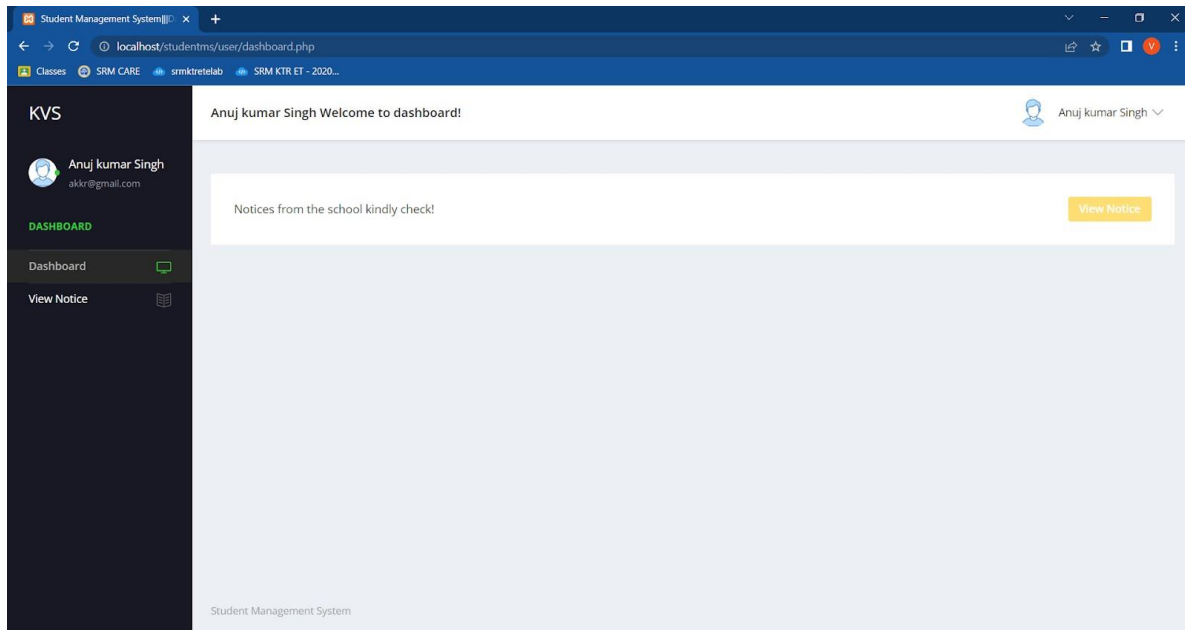 Student Management System|||D
localhost/studentms/user/dashboard.php
Classes SRM CARE srmktretelab SRM KTR ET - 2020...
V
KVS
Anuj kumar Singh Welcome to dashboard!
Anuj kumar Singh
Anuj kumar Singh
akkr@gmail.com
Notices from the school kindly check!
View Notice
DASHBOARD
Dashboard
View Notice
Student Management System